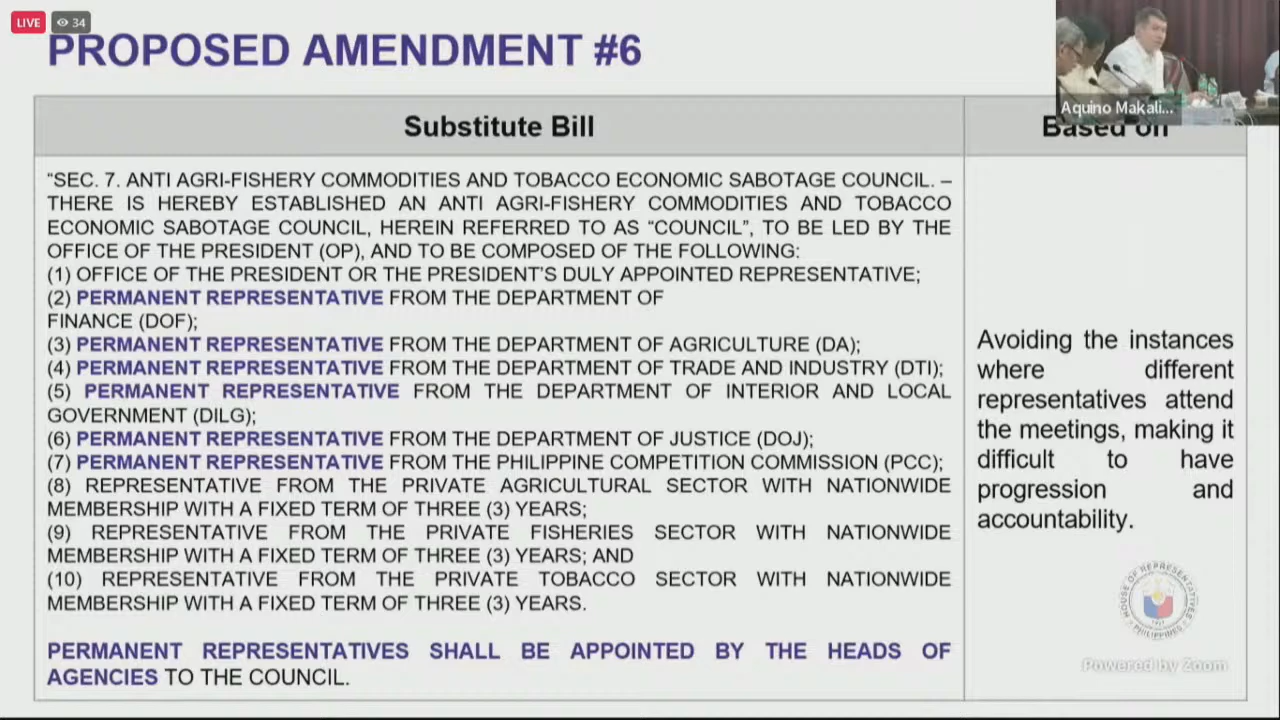 LIVE 34
PROPOSED AMENDMENT #6
Aquino Makali...
Substitute Bill
Based on
“SEC. 7. ANTI AGRI-FISHERY COMMODITIES AND TOBACCO ECONOMIC SABOTAGE COUNCIL. –
THERE IS HEREBY ESTABLISHED AN ANTI AGRI-FISHERY COMMODITIES AND TOBACCO
ECONOMIC SABOTAGE COUNCIL, HEREIN REFERRED TO AS “COUNCIL”, TO BE LED BY THE
OFFICE OF THE PRESIDENT (OP), AND TO BE COMPOSED OF THE FOLLOWING:
(1) OFFICE OF THE PRESIDENT OR THE PRESIDENT’S DULY APPOINTED REPRESENTATIVE;
(2) PERMANENT REPRESENTATIVE FROM THE DEPARTMENT OF
FINANCE (DOF);
(3) PERMANENT REPRESENTATIVE FROM THE DEPARTMENT OF AGRICULTURE (DA);
(4) PERMANENT REPRESENTATIVE FROM THE DEPARTMENT OF TRADE AND INDUSTRY (DTI);
(5) PERMANENT REPRESENTATIVE FROM THE DEPARTMENT OF INTERIOR AND LOCAL
GOVERNMENT (DILG);
(6) PERMANENT REPRESENTATIVE FROM THE DEPARTMENT OF JUSTICE (DOJ);
(7) PERMANENT REPRESENTATIVE FROM THE PHILIPPINE COMPETITION COMMISSION (PCC);
(8) REPRESENTATIVE FROM THE PRIVATE AGRICULTURAL SECTOR WITH NATIONWIDE
MEMBERSHIP WITH A FIXED TERM OF THREE (3) YEARS;
(9) REPRESENTATIVE FROM THE PRIVATE FISHERIES SECTOR WITH NATIONWIDE
MEMBERSHIP WITH A FIXED TERM OF THREE (3) YEARS; AND
(10) REPRESENTATIVE FROM THE PRIVATE TOBACCO SECTOR WITH NATIONWIDE
MEMBERSHIP WITH A FIXED TERM OF THREE (3) YEARS.
PERMANENT REPRESENTATIVES SHALL BE APPOINTED BY THE HEADS OF
AGENCIES TO THE COUNCIL.
Avoiding the instances
where different
representatives attend
the meetings, making it
difficult to have
progression and
accountability.
HOUSE OF REPRESENTATIVES
PHILIPPINES
Powered by Zoom